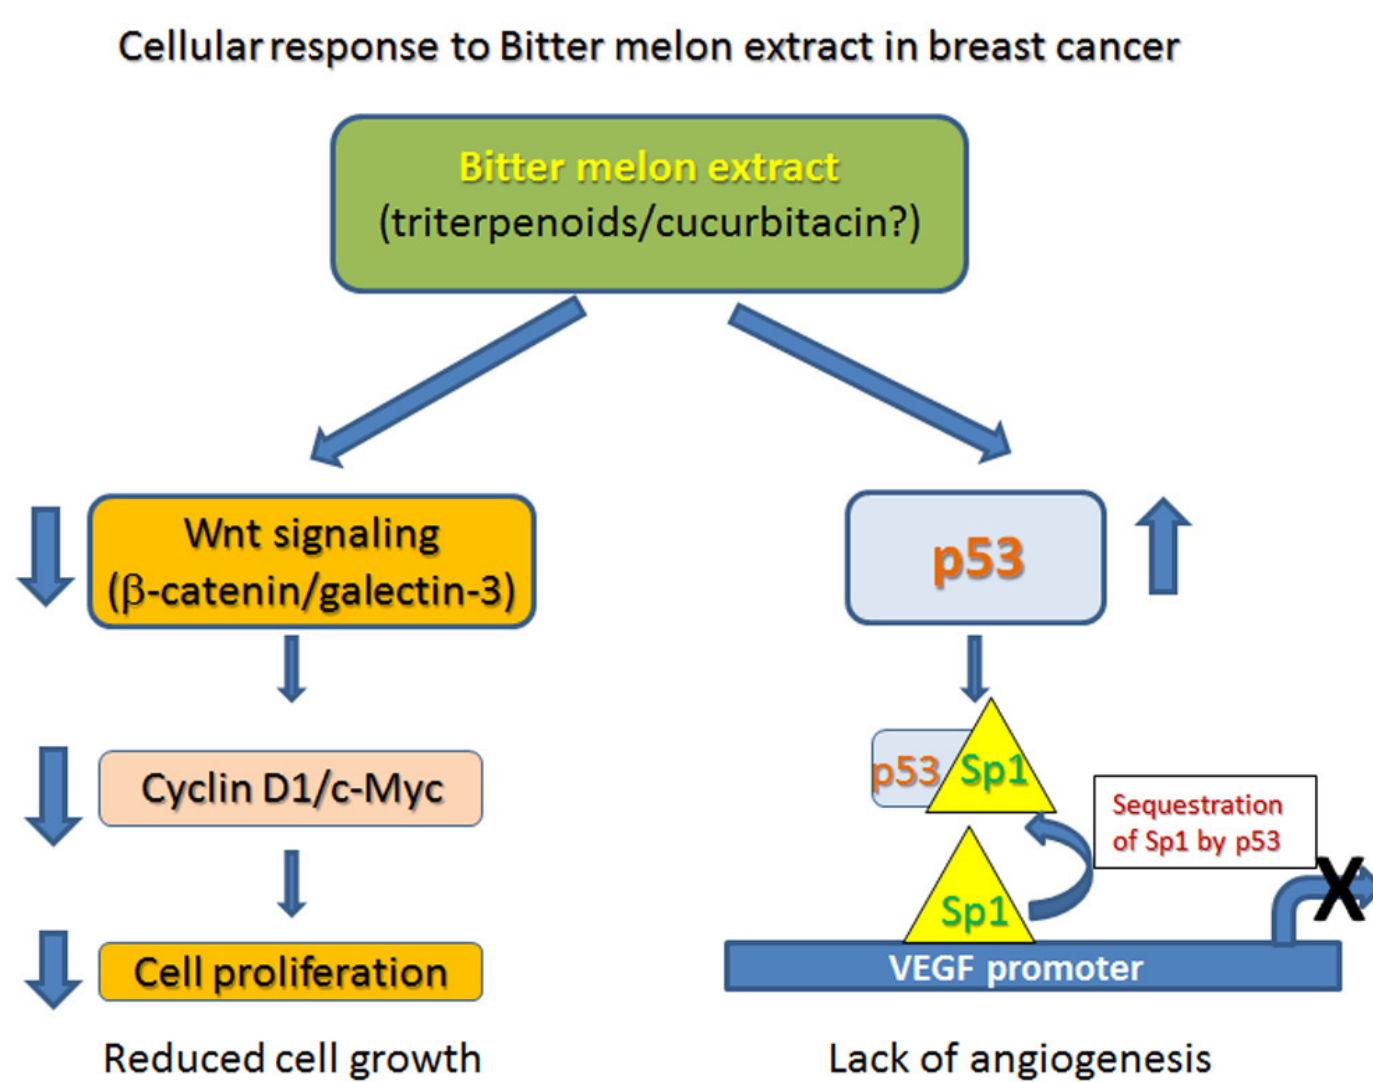 Cellular response to Bitter melon extract in breast cancer
Bitter melon extract
(triterpenoids/cucurbitacin?)
Wnt signaling
(β-catenin/galectin-3)
Cyclin D1/c-Myc
Cell proliferation
Reduced cell growth
p53
p53
Sp1
Sequestration
of Sp1 by p53
Sp1
X
VEGF promoter
Lack of angiogenesis